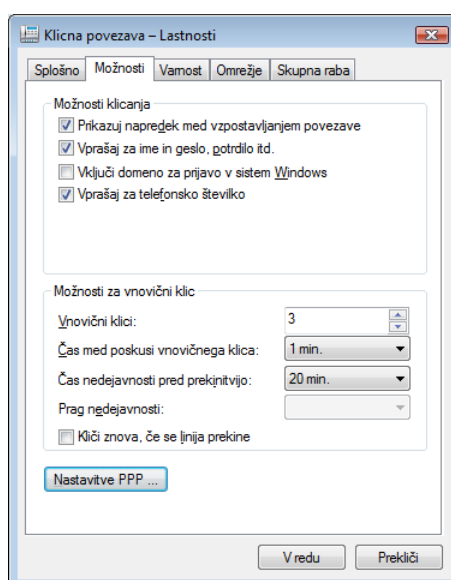 Klicna povezava – Lastnosti
Splošno Možnosti Varnost Omrežje Skupna raba
Možnosti klicanja
Prikazuj napredek med vzpostavljanjem povezave
Vprašaj za ime in geslo, potrdilo itd.
Vključi domeno za prijavo v sistem Windows
Vprašaj za telefonsko številko
Možnosti za vnovični klic
Vnovični klici: 3
Čas med poskusi vnovičnega klica: 1 min.
Čas nedejavnosti pred prekinitvijo: 20 min.
Prag nedejavnosti:
Kliči znova, če se linija prekine
Nastavitve PPP ...
V redu Prekliči